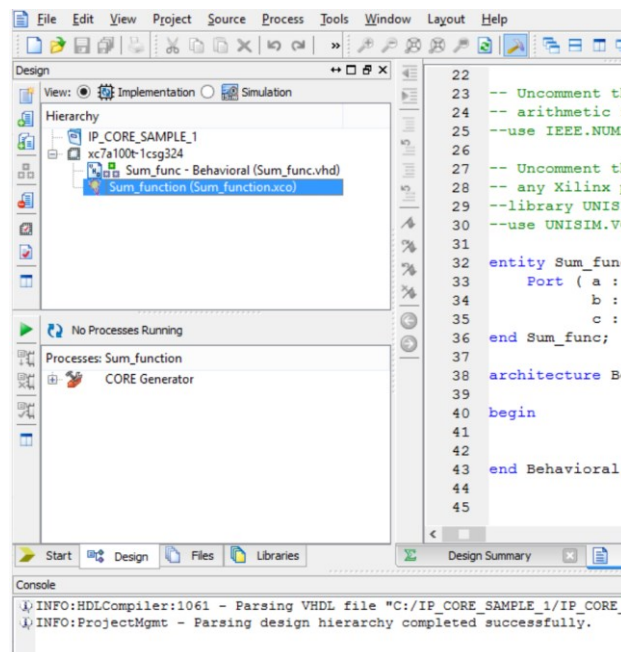 File Edit View Project Source Process Tools Window Layout Help
»
Design
View: Implementation Simulation
Hierarchy
IP_CORE_SAMPLE_1
xc7a100t-1csg324
Sum_func - Behavioral (Sum_func.vhd)
Sum_function (Sum_function.xco)
No Processes Running
Processes: Sum_function
CORE Generator
Start Design Files Libraries
22
23 -- Uncomment t
24 -- arithmetic
25 --use IEEE.NUM
26
27 -- Uncomment t
28 -- any Xilinx
29 --library UNIS
30 --use UNISIM.V
31
32 entity Sum_fun
33 Port ( a :
34 b :
35 c :
36 end Sum_func;
37
38 architecture B
39
40 begin
41
42
43 end Behavioral
44
45
Design Summary
Console
INFO:HDLCompiler:1061 - Parsing VHDL file "C:/IP_CORE_SAMPLE_1/IP_CORE_
INFO:ProjectMgmt - Parsing design hierarchy completed successfully.